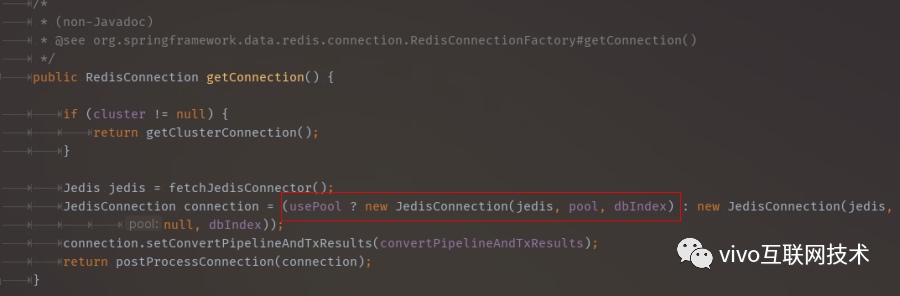 /*
* (non-Javadoc)
* @see org.springframework.data.redis.connection.RedisConnectionFactory#getConnection()
*/
public RedisConnection getConnection() {
if (cluster != null) {
return getClusterConnection();
}
Jedis jedis = fetchJedisConnector();
JedisConnection connection = (usePool ? new JedisConnection(jedis, pool, dbIndex) : new JedisConnection(jedis,
pool: null, dbIndex));
connection.setConvertPipelineAndTxResults(convertPipelineAndTxResults);
return postProcessConnection(connection);
}
vivo互联网技术